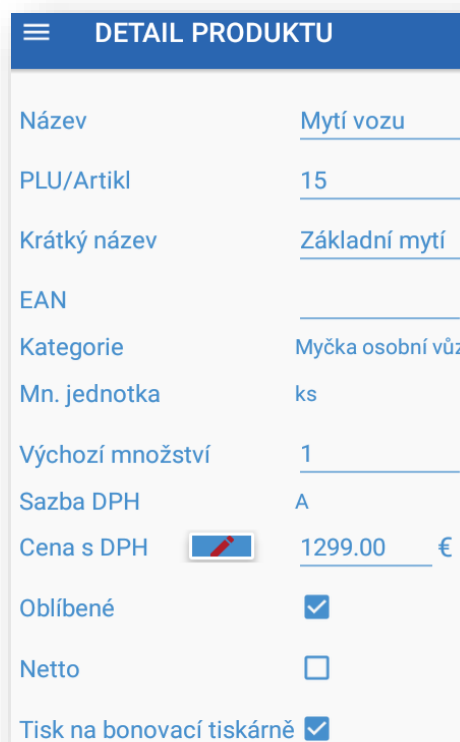 DETAIL PRODUKTU
Název Mytí vozu
PLU/Artikl 15
Krátký název Základní mytí
EAN
Kategorie Myčka osobní vůz
Mn. jednotka ks
Výchozí množství 1
Sazba DPH A
Cena s DPH 1299.00 €
Oblíbené
Netto
Tisk na bonovací tiskárně